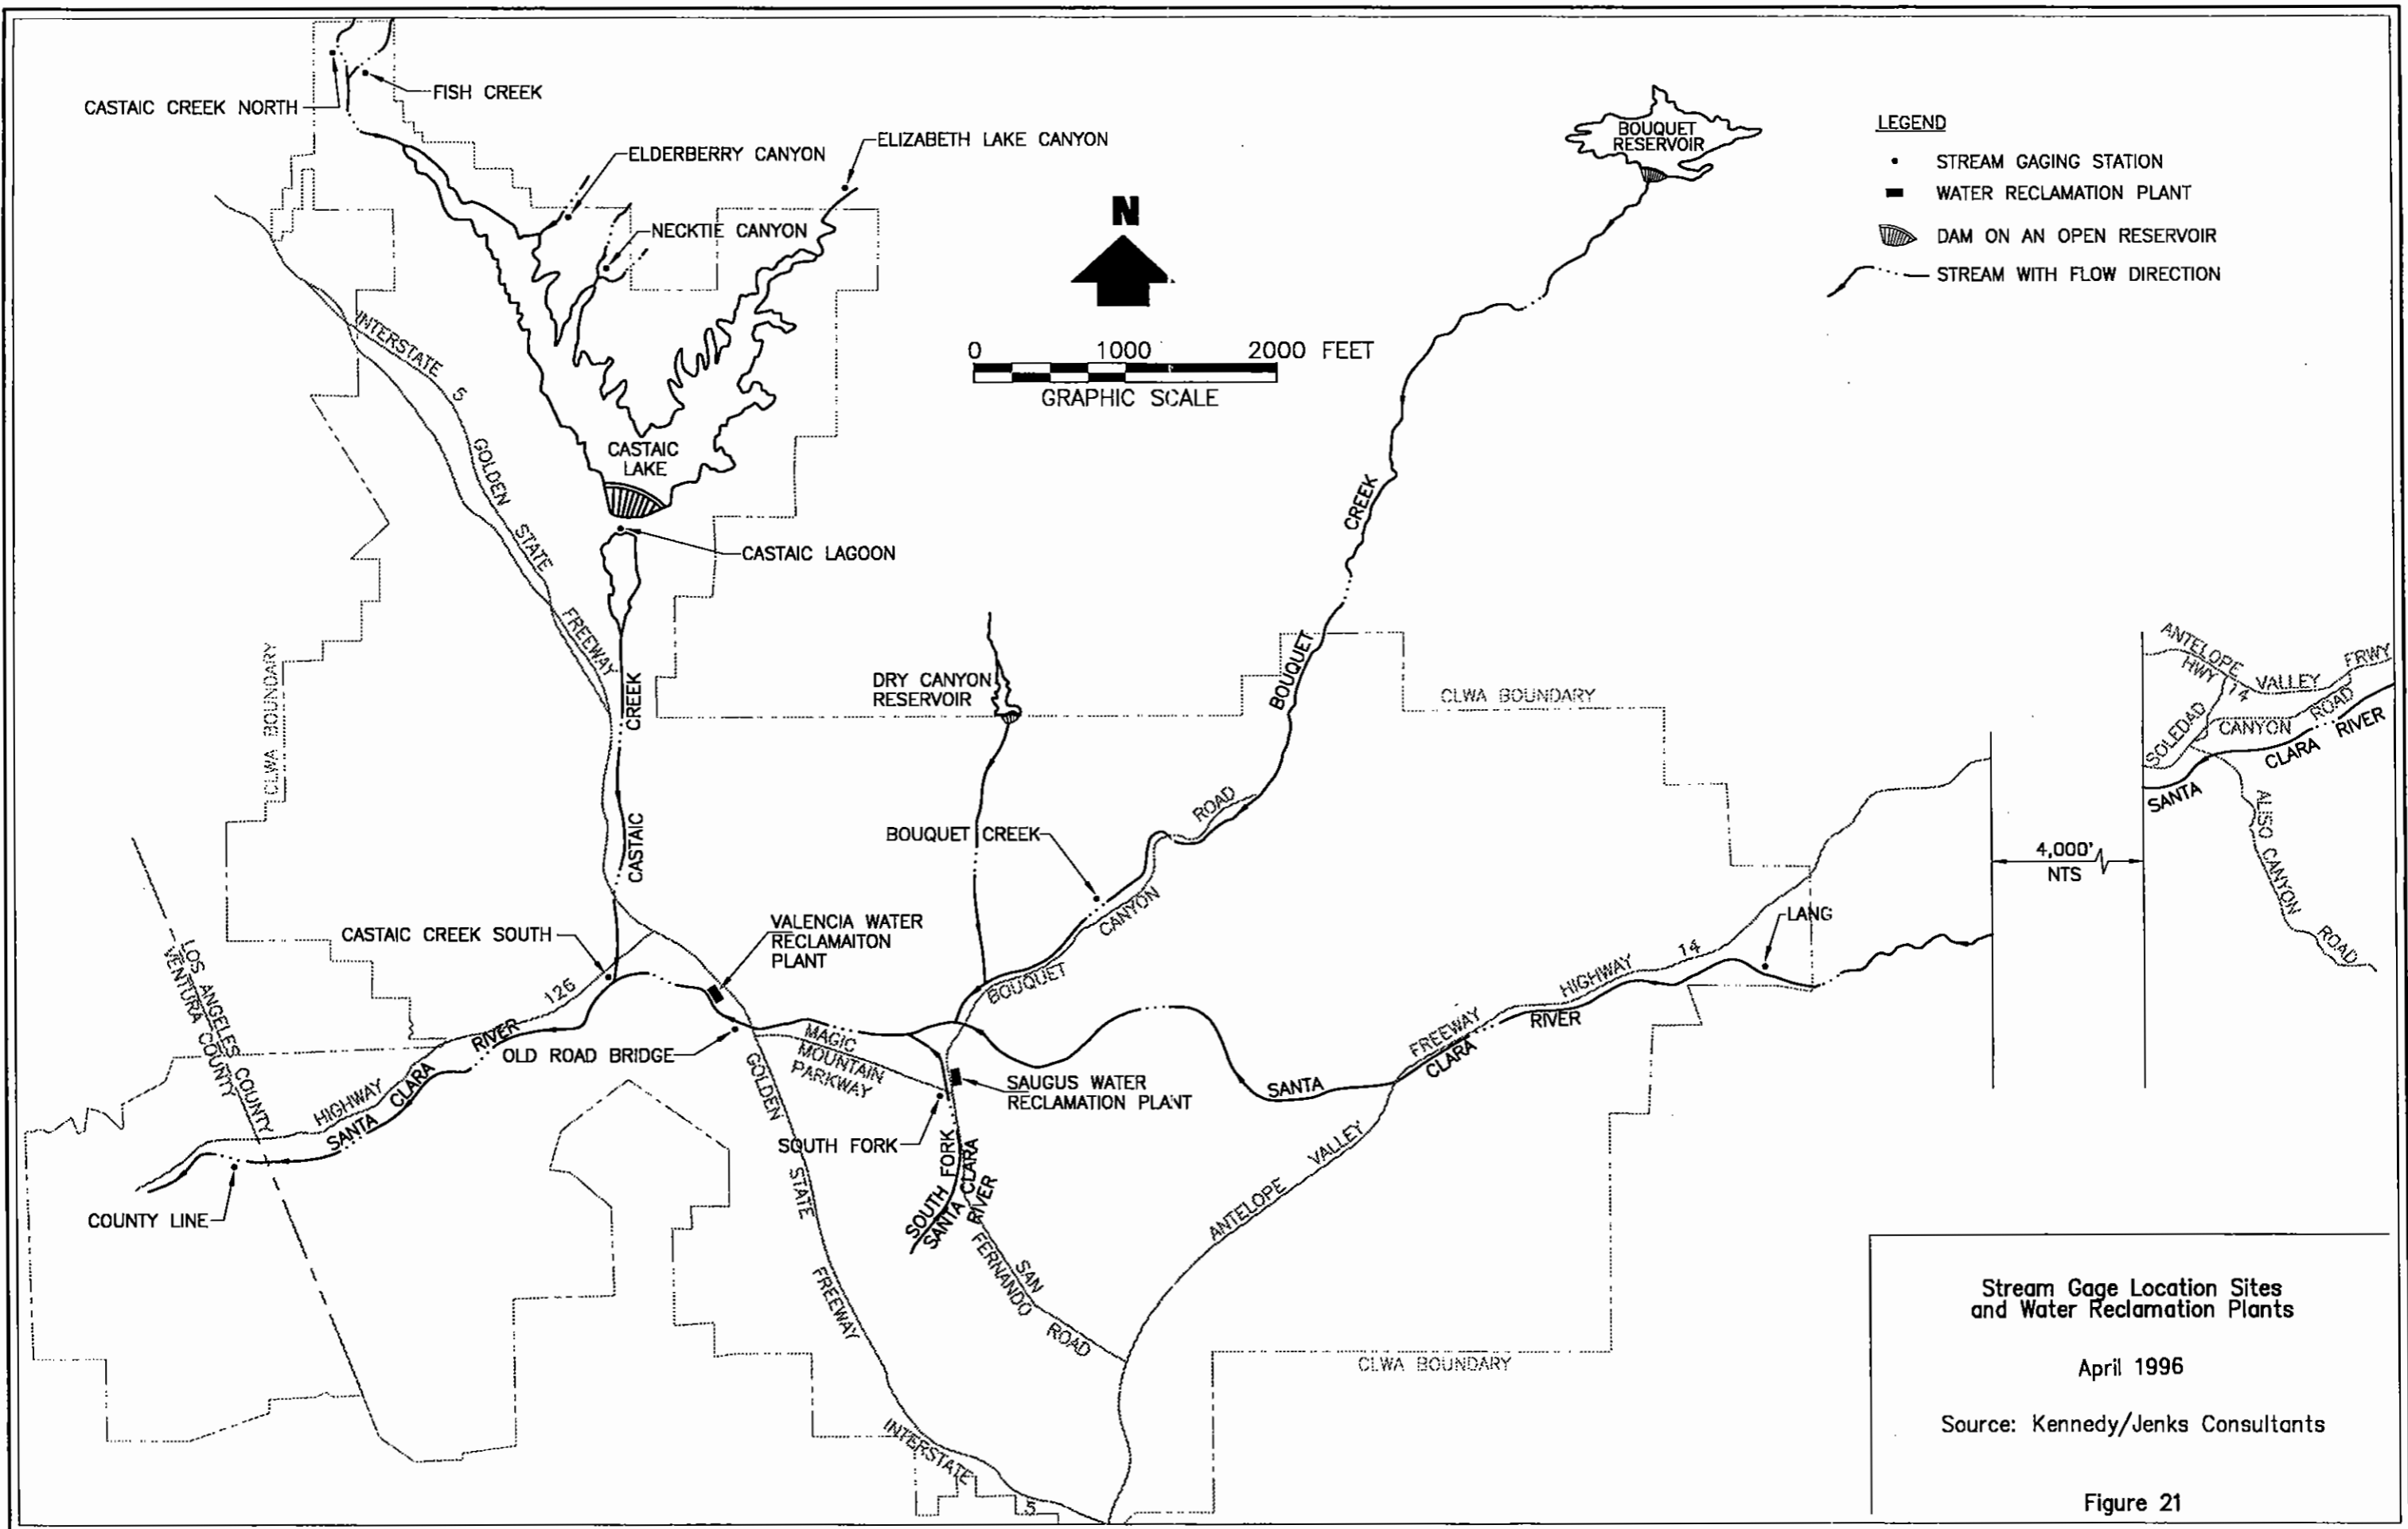 CASTAIC CREEK NORTH
FISH CREEK
ELDERBERRY CANYON
ELIZABETH LAKE CANYON
NECKTIE CANYON
BOUQUET
RESERVOIR
LEGEND
STREAM GAGING STATION
WATER RECLAMATION PLANT
DAM ON AN OPEN RESERVOIR
STREAM WITH FLOW DIRECTION
N
0 1000 2000 FEET
GRAPHIC SCALE
INTERSTATE 5
GOLDEN STATE FREEWAY
CASTAIC
LAKE
CASTAIC LAGOON
CASTAIC CREEK
BOUQUET CREEK
DRY CANYON
RESERVOIR
CLWA BOUNDARY
CLWA BOUNDARY
ANTELOPE VALLEY FRWY
HWY 14
SOLEDAD CANYON ROAD
SANTA CLARA RIVER
ALISO CANYON ROAD
4,000'
NTS
BOUQUET CREEK
BOUQUET CANYON ROAD
LANG
CASTAIC CREEK SOUTH
VALENCIA WATER
RECLAMAITON
PLANT
LOS ANGELES COUNTY
VENTURA COUNTY
HIGHWAY 126
SANTA CLARA RIVER
OLD ROAD BRIDGE
MAGIC
MOUNTAIN
PARKWAY
SAUGUS WATER
RECLAMATION PLANT
SANTA CLARA RIVER
ANTELOPE VALLEY FREEWAY
HIGHWAY 14
SOUTH FORK
SOUTH FORK
SANTA CLARA
RIVER
COUNTY LINE
GOLDEN STATE FREEWAY
INTERSTATE 5
SAN
FERNANDO ROAD
CLWA BOUNDARY
Stream Gage Location Sites
and Water Reclamation Plants
April 1996
Source: Kennedy/Jenks Consultants
Figure 21